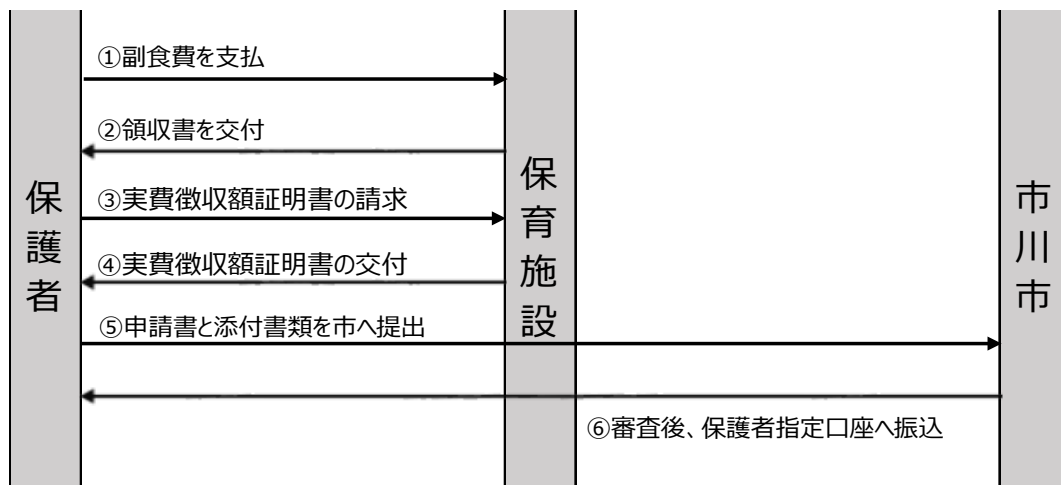 ①副食費を支払
②領収書を交付
③実費徴収額証明書の請求
④実費徴収額証明書の交付
⑤申請書と添付書類を市へ提出
⑥審査後、保護者指定口座へ振込
保護者
保育施設
市川市